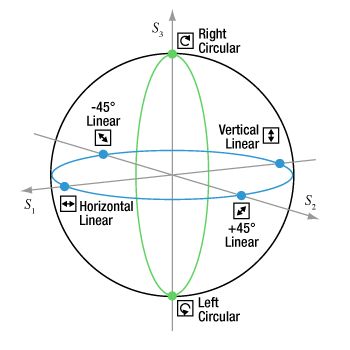 S3
Right
Circular
-45°
Linear
Vertical
Linear
S1
Horizontal
Linear
S2
+45°
Linear
Left
Circular